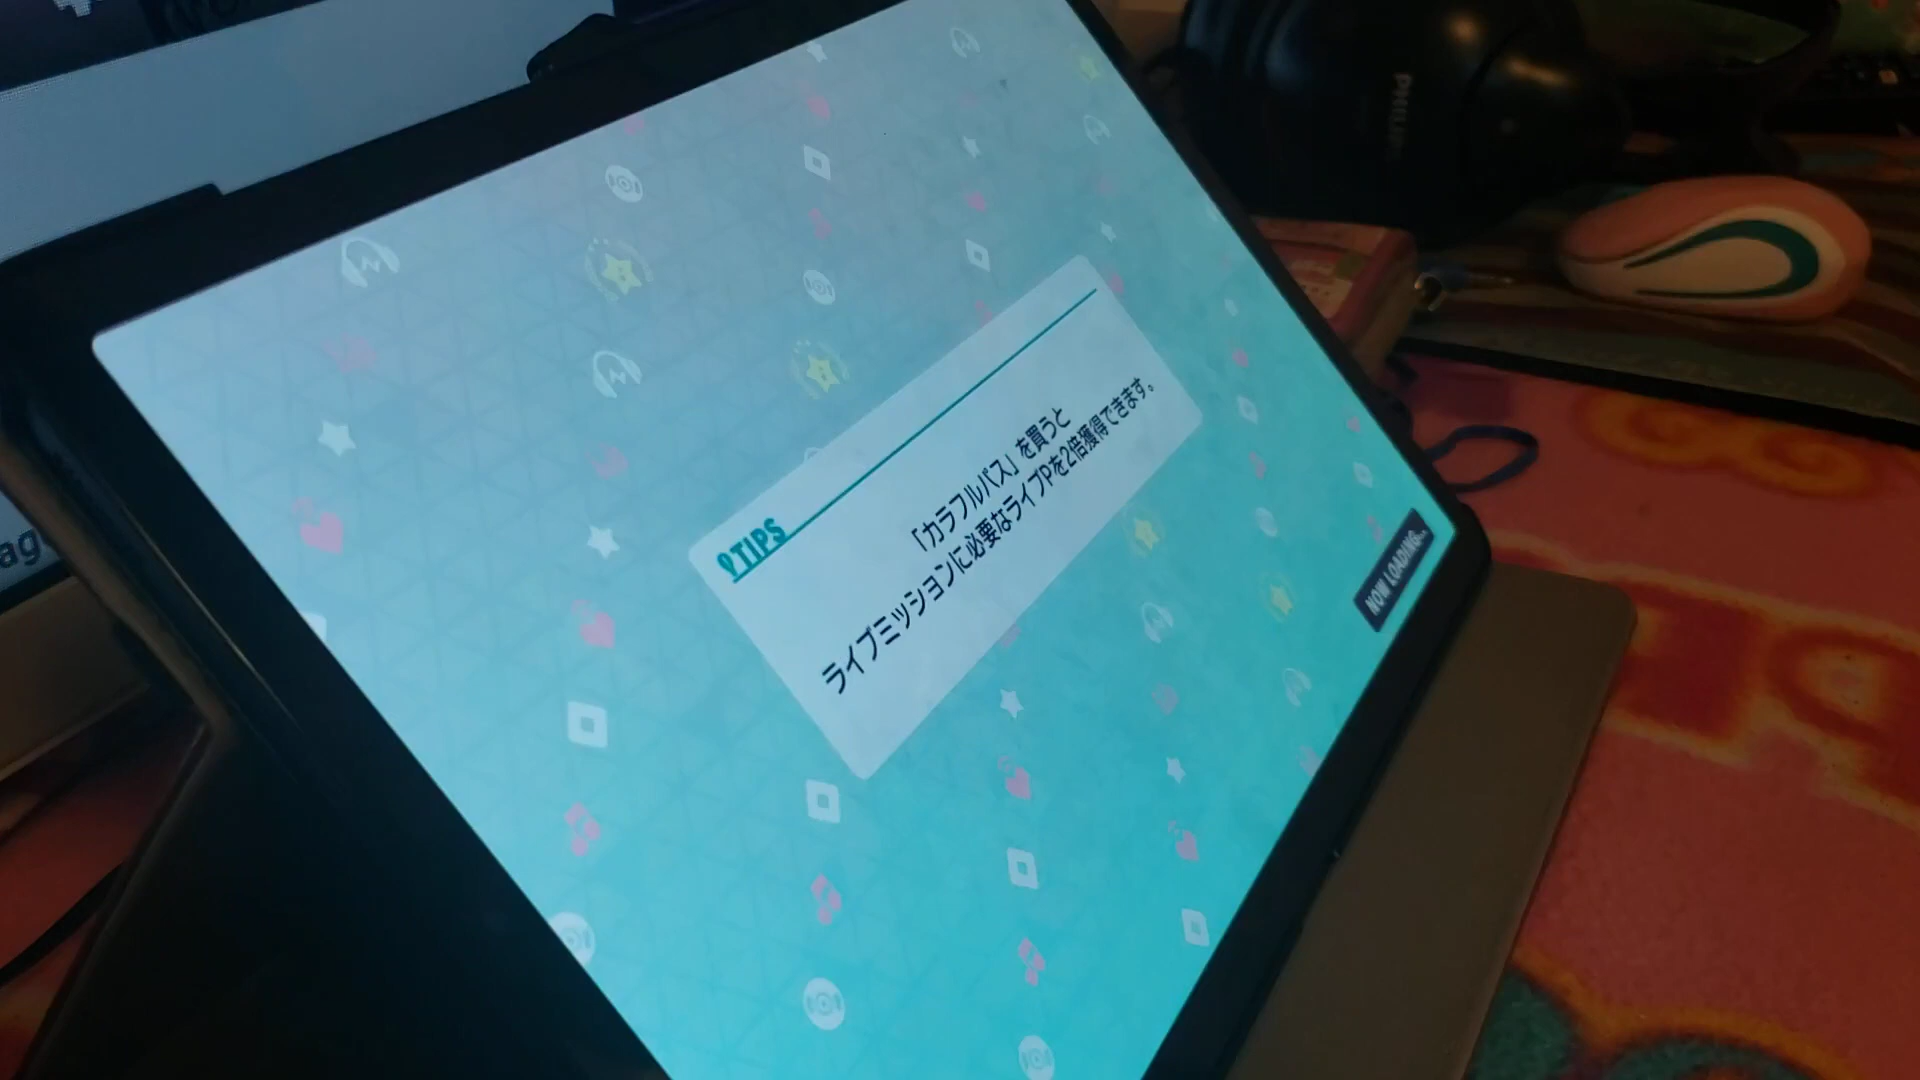 TIPS
「カラフルパス」を買うと
ライブミッションに必要なライブPを2倍獲得できます。
NOW LOADING...
PHILIPS
ag